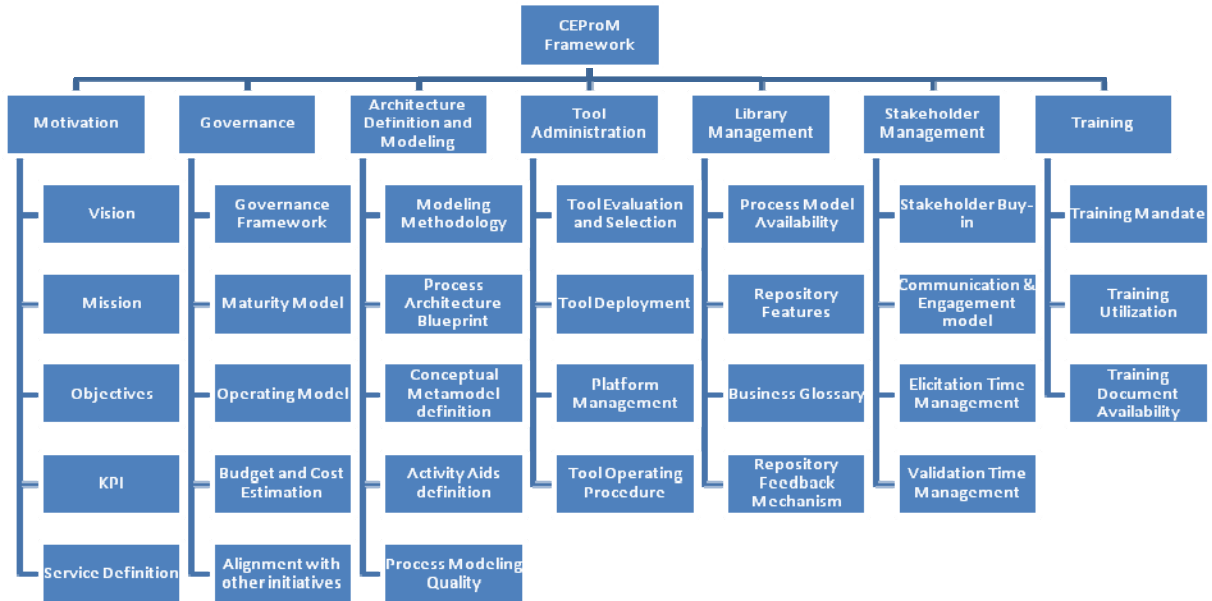 CEProM
Framework
Motivation
Governance
Architecture
Definition and
Modeling
Tool
Administration
Library
Management
Stakeholder
Management
Training
Vision
Mission
Objectives
KPI
Service Definition
Governance
Framework
Maturity Model
Operating Model
Budget and Cost
Estimation
Alignment with
other initiatives
Modeling
Methodology
Process
Architecture
Blueprint
Conceptual
Metamodel
definition
Activity Aids
definition
Process Modeling
Quality
Tool Evaluation
and Selection
Tool Deployment
Platform
Management
Tool Operating
Procedure
Process Model
Availability
Repository
Features
Business Glossary
Repository
Feedback
Mechanism
Stakeholder Buy-
in
Communication &
Engagement
model
Elicitation Time
Management
Validation Time
Management
Training Mandate
Training
Utilization
Training
Document
Availability